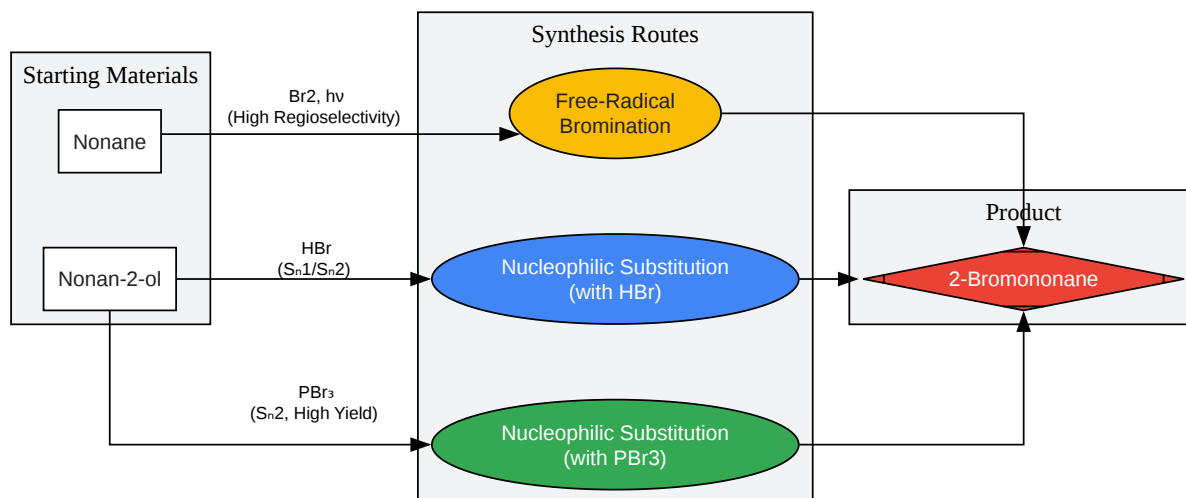 Synthesis Routes
Starting Materials
Br2, hν
(High Regioselectivity)
Free-Radical
Bromination
Nonane
Product
HBr
(Sₙ1/Sₙ2)
Nonan-2-ol
Nucleophilic Substitution
(with HBr)
2-Bromononane
PBr₃
(Sₙ2, High Yield)
Nucleophilic Substitution
(with PBr3)